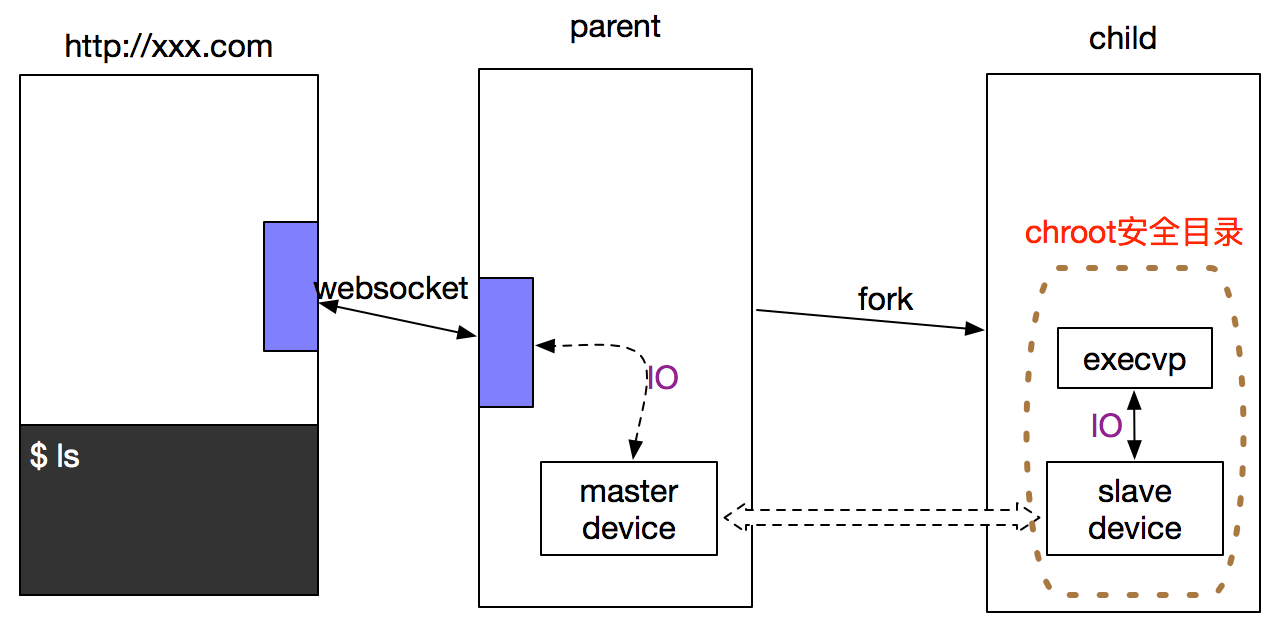 http://xxx.com
parent
child
chroot安全目录
websocket
fork
execvp
IO
IO
$ ls
master
device
slave
device